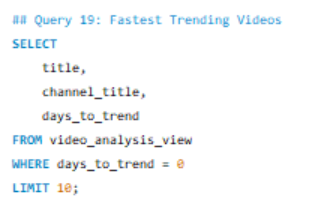 ## Query 19: Fastest Trending Videos
SELECT
title,
channel_title,
days_to_trend
FROM video_analysis_view
WHERE days_to_trend = 0
LIMIT 10;